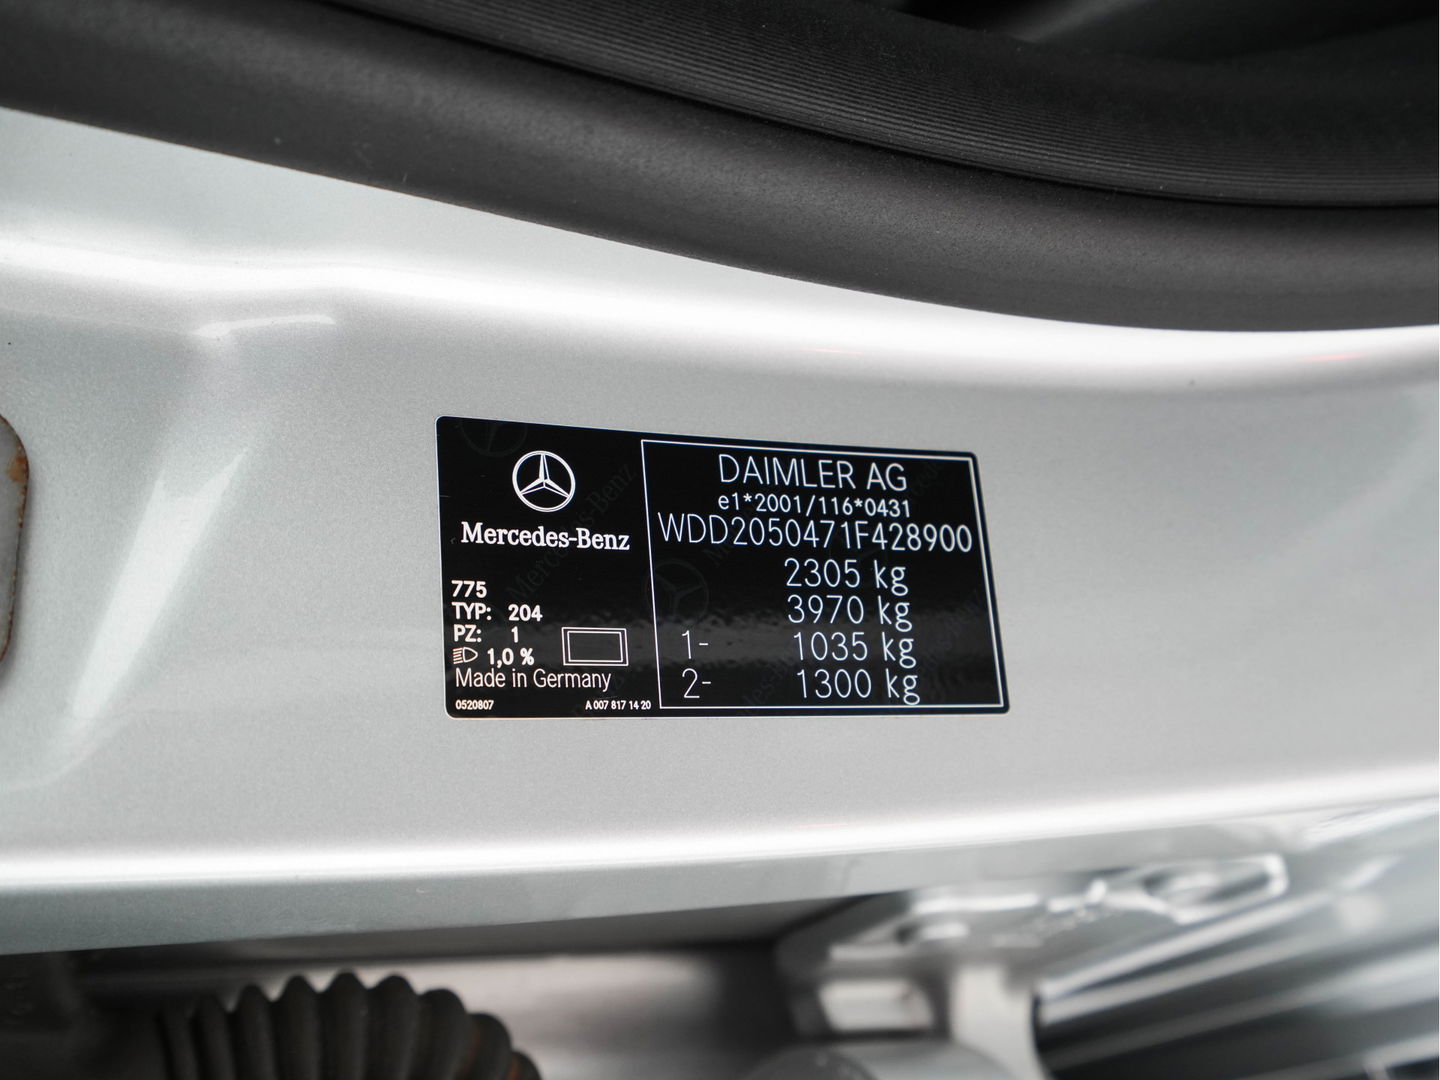 Mercedes-Benz
775
TYP: 204
PZ: 1
1,0 %
Made in Germany
0520807 A 007 817 14 20
DAIMLER AG
e1*2001/116*0431
WDD2050471F428900
2305 kg
3970 kg
1- 1035 kg
2- 1300 kg